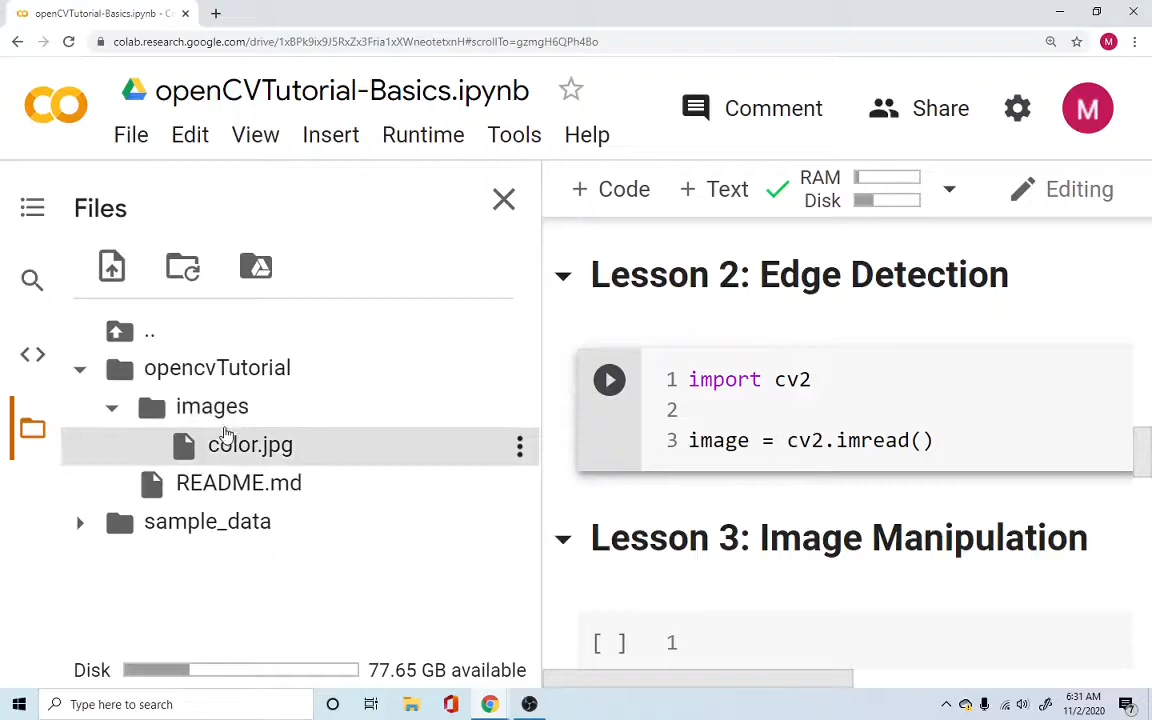 openCVTutorial-Basics.ipynb - C
colab.research.google.com/drive/1xBPk9ix9J5RxZx3Fria1xXWneotetxnH#scrollTo=gzmgH6QPh4Bo
M
openCVTutorial-Basics.ipynb
Comment
Share
M
File Edit View Insert Runtime Tools Help
Files
+ Code + Text
RAM
Disk
Editing
..
opencvTutorial
images
color.jpg
README.md
sample_data
Disk 77.65 GB available
Lesson 2: Edge Detection
1 import cv2
2
3 image = cv2.imread()
Lesson 3: Image Manipulation
[ ] 1
Type here to search
6:31 AM
11/2/2020
7